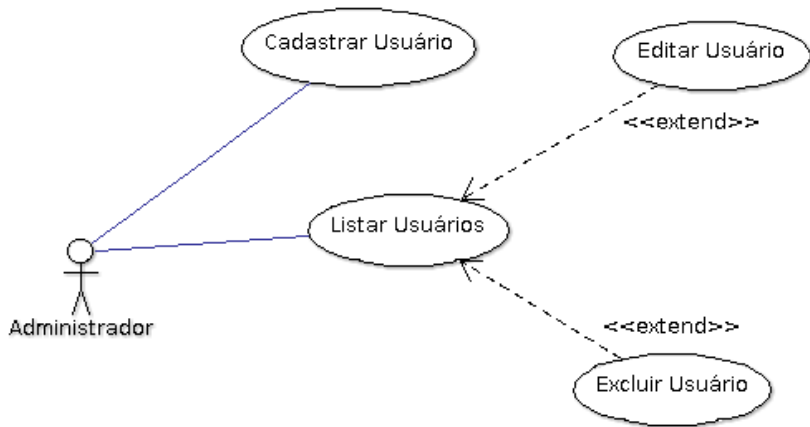 Cadastrar Usuário
Editar Usuário
<<extend>>
Listar Usuários
Administrador
<<extend>>
Excluir Usuário